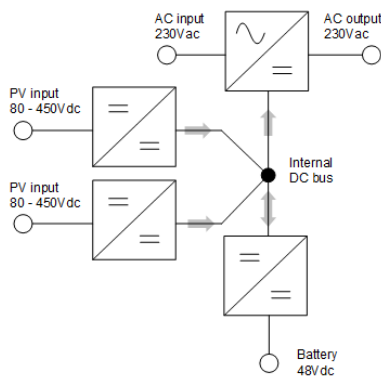 AC input
230Vac
AC output
230Vac
PV input
80 - 450Vdc
PV input
80 - 450Vdc
Internal
DC bus
Battery
48Vdc